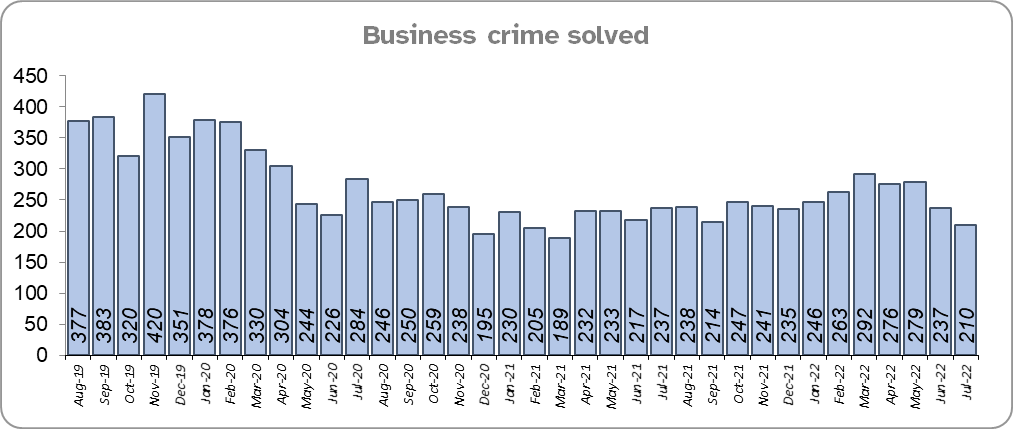 Business crime solved
450
400
350
300
250
200
150
100
50
0
377
383
320
420
351
378
376
330
304
244
226
284
246
250
259
238
195
230
205
189
232
233
217
237
238
214
247
241
235
246
263
292
276
279
237
210
Aug-19
Sep-19
Oct-19
Nov-19
Dec-19
Jan-20
Feb-20
Mar-20
Apr-20
May-20
Jun-20
Jul-20
Aug-20
Sep-20
Oct-20
Nov-20
Dec-20
Jan-21
Feb-21
Mar-21
Apr-21
May-21
Jun-21
Jul-21
Aug-21
Sep-21
Oct-21
Nov-21
Dec-21
Jan-22
Feb-22
Mar-22
Apr-22
May-22
Jun-22
Jul-22